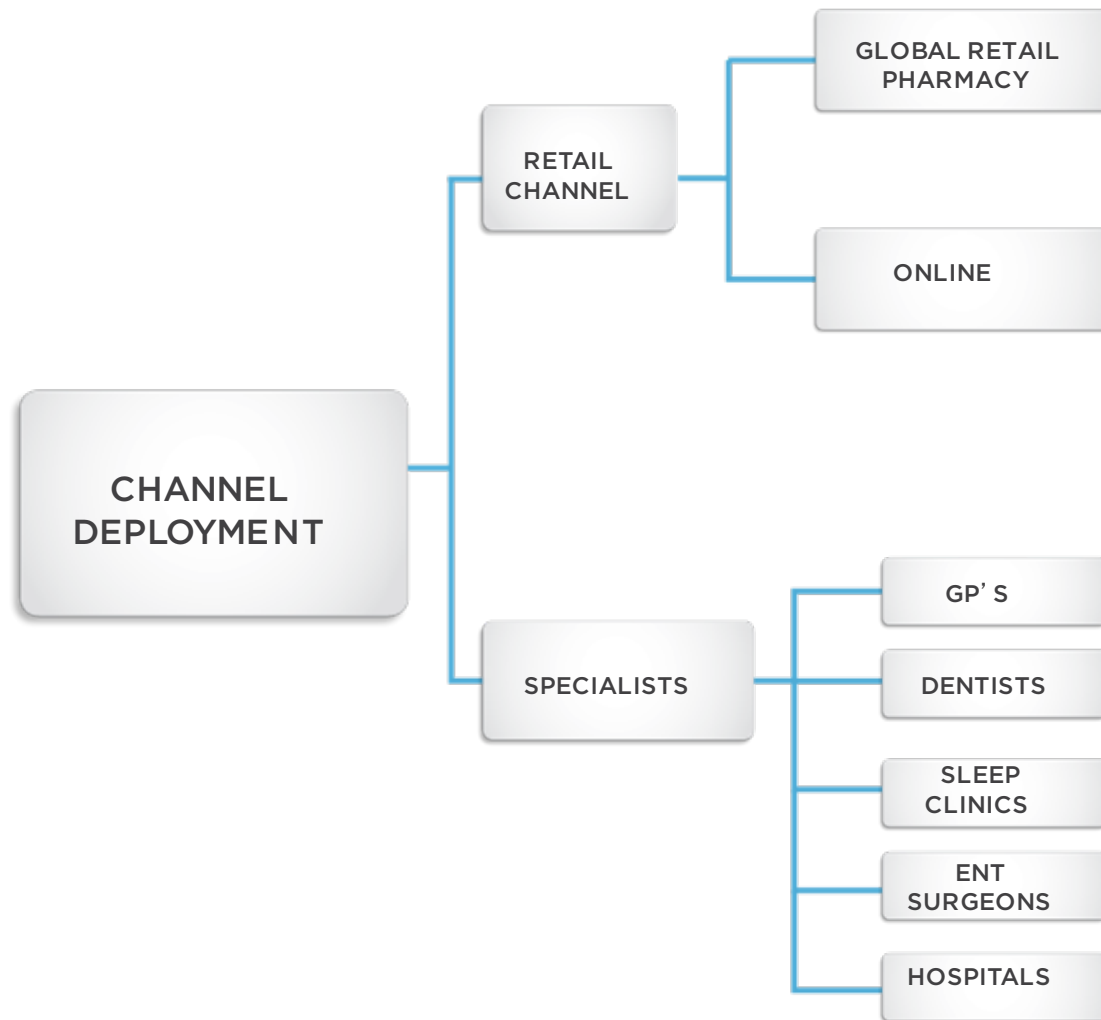 GLOBAL RETAIL
PHARMACY
RETAIL
CHANNEL
ONLINE
CHANNEL
DEPLOYMENT
GP’ S
SPECIALISTS
DENTISTS
SLEEP
CLINICS
ENT
SURGEONS
HOSPITALS